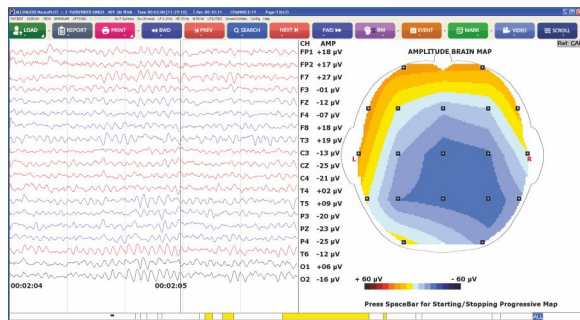 LOAD
REPORT
PRINT
BWD
PREV
SEARCH
NEXT
FWD
BM
EVENT
MARK
VIDEO
SCROLL
CH AMP
Ref: CA
AMPLITUDE BRAIN MAP
FP1 +18 µV
FP2 +17 µV
F7 +27 µV
F3 -01 µV
FZ -12 µV
F4 -07 µV
F8 +18 µV
T3 +19 µV
C3 -13 µV
CZ -25 µV
C4 -21 µV
T4 +02 µV
T5 +09 µV
P3 -20 µV
PZ -23 µV
P4 -25 µV
T6 -12 µV
O1 +06 µV
O2 -16 µV
L R
+ 60 µV - 60 µV
00:02:04 00:02:05
Press SpaceBar for Starting/Stopping Progressive Map
ALL